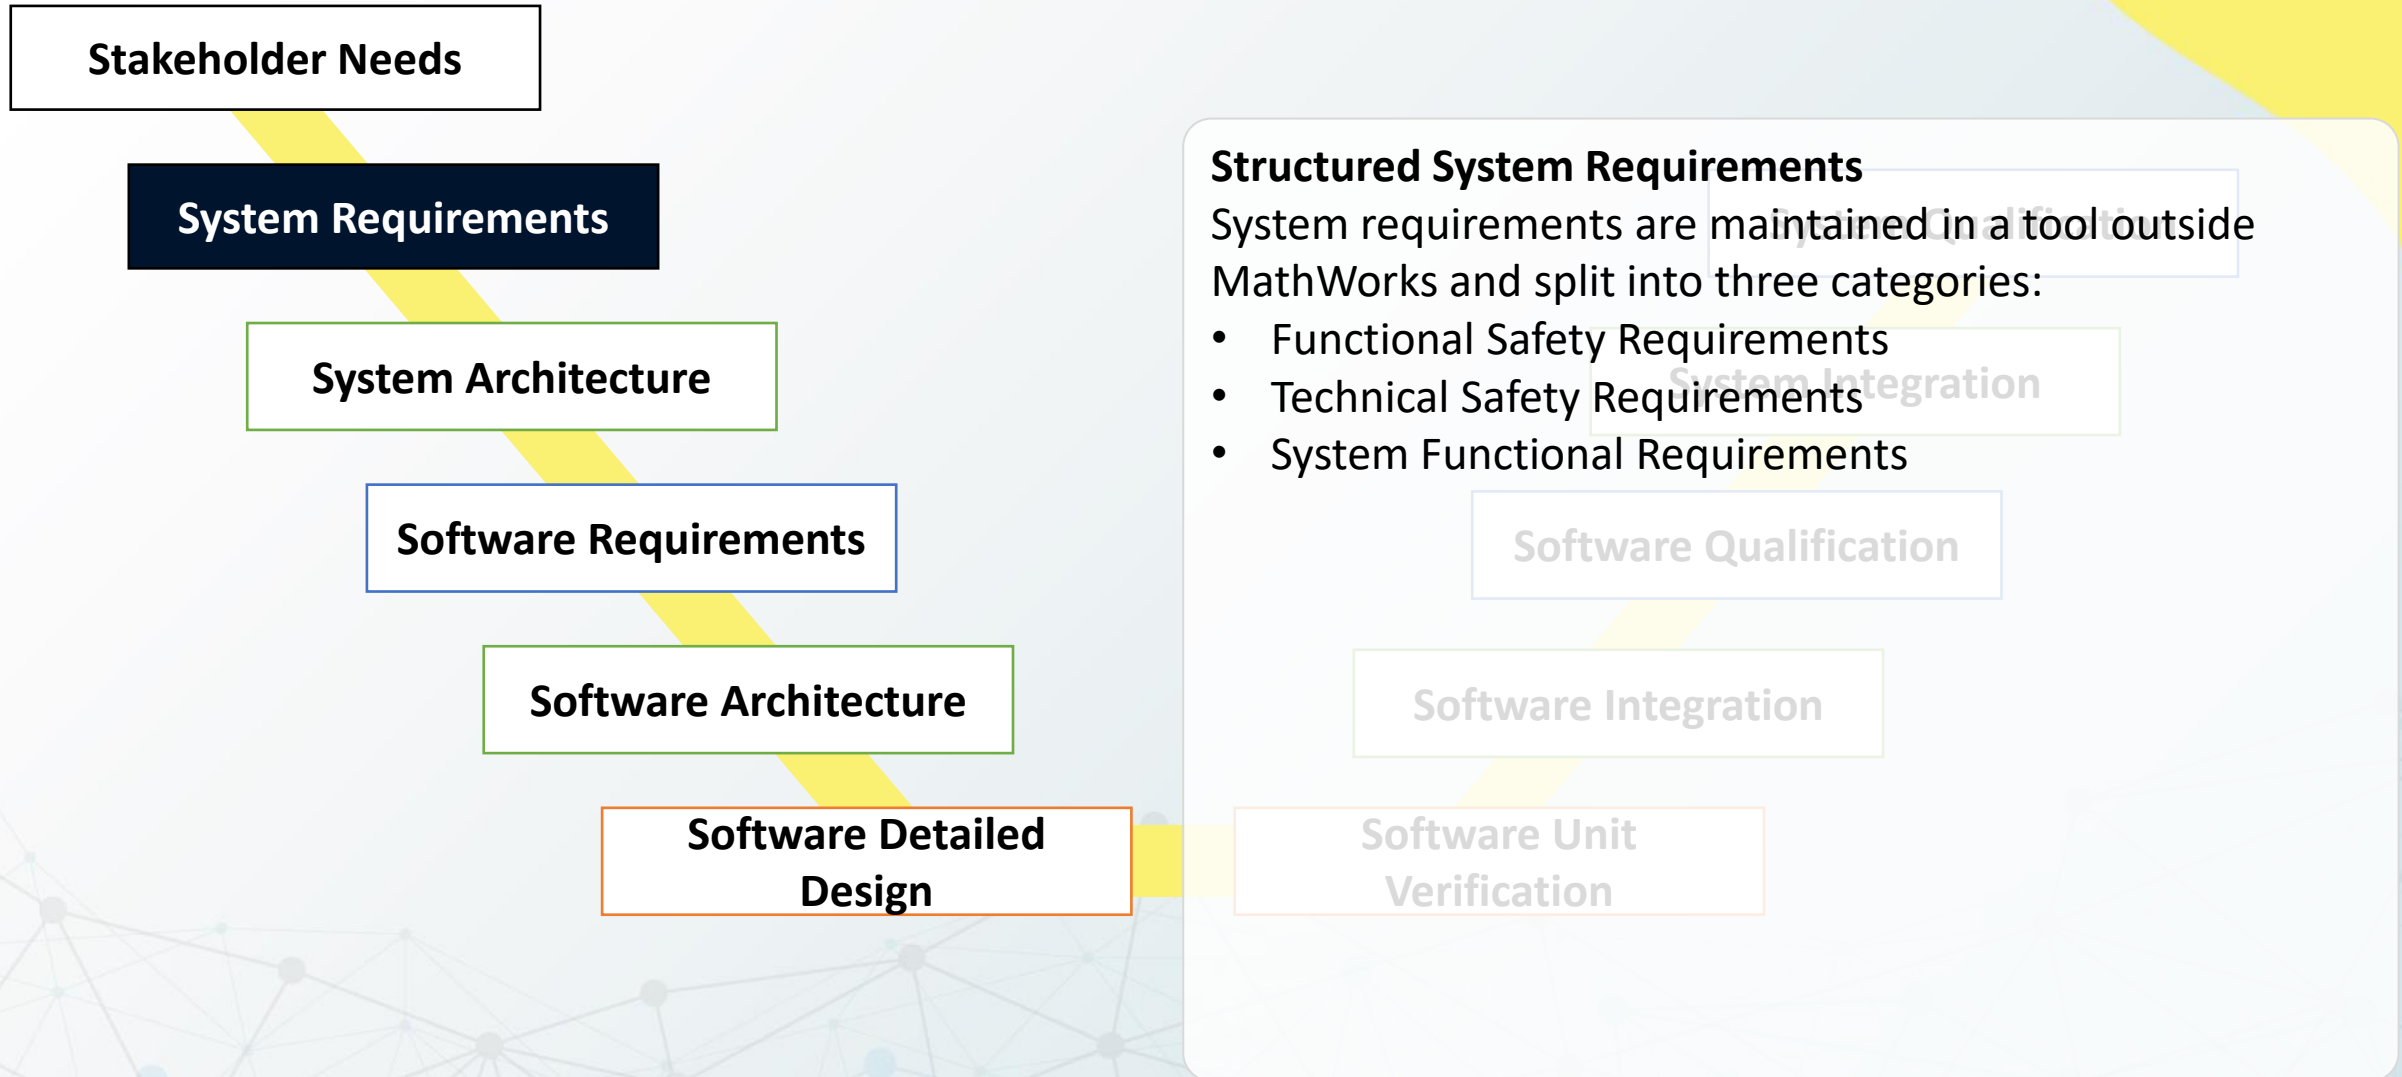 Stakeholder Needs
System Requirements
System Architecture
Software Requirements
Software Architecture
Software Detailed
Design
Structured System Requirements
System requirements are maintained in a tool outside
MathWorks and split into three categories:
• Functional Safety Requirements
• Technical Safety Requirements
• System Functional Requirements
System Qualification
System Integration
Software Qualification
Software Integration
Software Unit
Verification